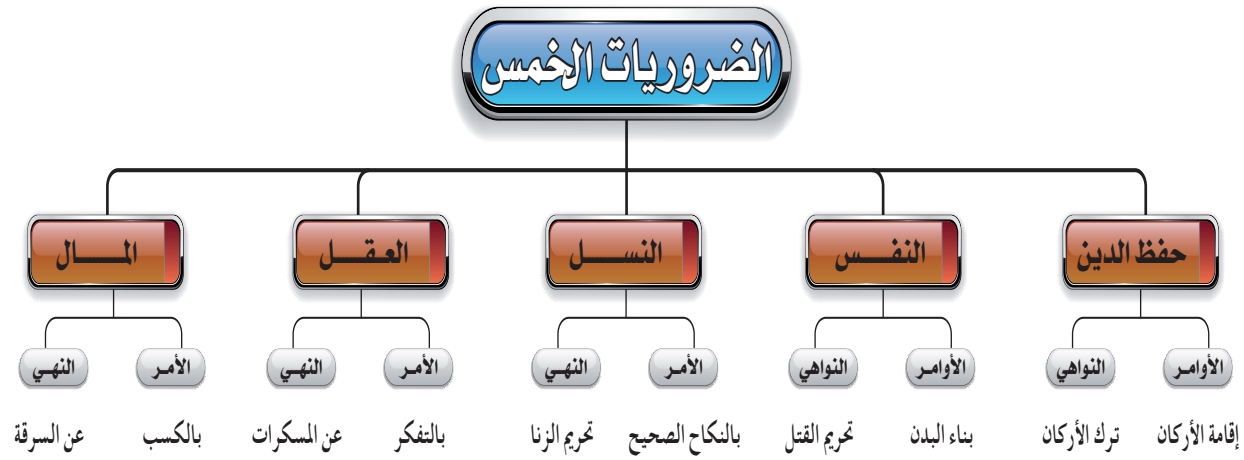 الضروريات الخمس
حفظ الدين النفس النسل العقل المال
الأوامر النواهي الأوامر النواهي الأمر النهي الأمر النهي الأمر النهي
إقامة الأركان ترك الأركان بناء البدن تحريم القتل بالنكاح الصحيح تحريم الزنا بالتفكر عن المسكرات بالكسب عن السرقة